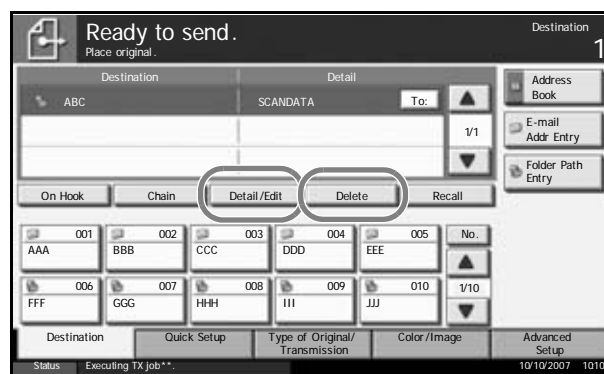 Ready to send.
Place original.
Destination
1
Destination Detail
ABC SCANDATA To:
1/1
Address Book
E-mail Addr Entry
Folder Path Entry
On Hook Chain Detail/Edit Delete Recall
001 002 003 004 005 No.
AAA BBB CCC DDD EEE
006 007 008 009 010 1/10
FFF GGG HHH III JJJ
Destination Quick Setup Type of Original/Transmission Color/Image Advanced Setup
Status Executing TX job**. 10/10/2007 1010